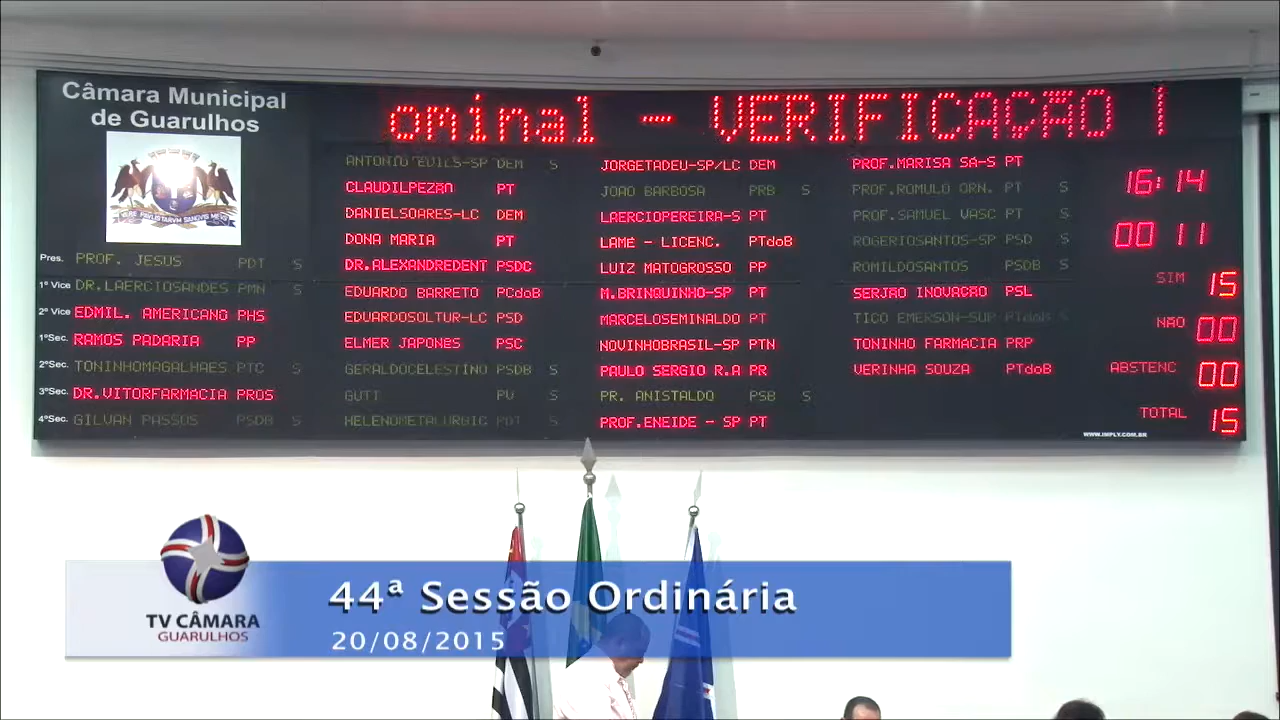 Câmara Municipal
de Guarulhos
ominal - VERIFICAÇÃO
Pres. PROF. JESUS PDT S
1º Vice DR.LAERCIOSANDES PMN S
2º Vice EDMIL. AMERICANO PHS
1ºSec. RAMOS PADARIA PP
2ºSec. TONINHOMAGALHAES PTC S
3ºSec. DR.VITORFARMACIA PROS
4ºSec. GILVAN PASSUS PSDB S
ANTONIO EDILS-SP DEM S
CLAUDILPEZAO PT
DANIELSOARES-LC DEM
DONA MARIA PT
DR.ALEXANDREDENT PSDC
EDUARDO BARRETO PCdoB
EDUARDOSOLTUR-LC PSD
ELMER JAPONES PSC
GERALDOCELESTINO PSDB S
GUTI PV S
HELENOMETALURGIC PDT S
JORGETADEU-SP/LC DEM
JOAO BARBOSA PRB S
LAERCIOPEREIRA-S PT
LAME - LICENC. PTdoB
LUIZ MATOGROSSO PP
M.BRINQUINHO-SP PT
MARCELOSEMINALDO PT
NOVINHOBRASIL-SP PTN
PAULO SERGIO R.A PR
PR. ANISTALDO PSB S
PROF.ENEIDE - SP PT
PROF.MARISA SA-S PT
PROF.ROMULO ORN. PT S
PROF.SAMUEL VASC PT S
ROGERIOSANTOS-SP PSD S
ROMILDOSANTOS PSDB S
SERJAO INOVACAO PSL
TICO EMERSON-SUP PTdoB S
TONINHO FARMACIA PRP
VERINHA SOUZA PTdoB
16:14
00 11
SIM 15
NÃO 00
ABSTENC 00
TOTAL 15
WWW.IMPLY.COM.BR
44ª Sessão Ordinária
20/08/2015
TV CÂMARA
GUARULHOS